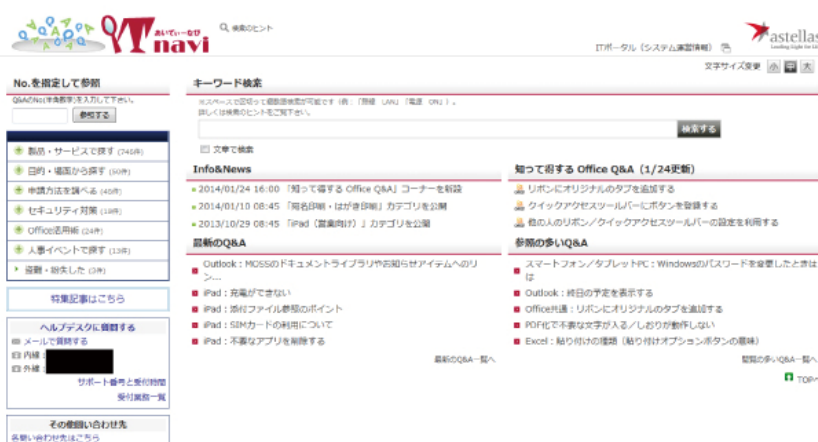 あいてぃーなび
ITnavi
検索のヒント
astellas
Leading Light for Li
ITポータル（システム運営情報）
文字サイズ変更 小 中 大
No.を指定して参照
Q&AのNo(半角数字)を入力して下さい。
参照する
製品・サービスで探す (746件)
目的・場面から探す (50件)
申請方法を調べる (45件)
セキュリティ対策 (18件)
Office活用術 (24件)
人事イベントで探す (13件)
盗難・紛失した (3件)
特集記事はこちら
ヘルプデスクに質問する
メールで質問する
内線：
外線：
サポート番号と受付時間
受付業務一覧
その他問い合わせ先
各問い合わせ先はこちら
キーワード検索
※スペースで区切って複数語検索が可能です（例：「無線 LAN」「電源 ON」）。
詳しくは検索のヒントをご覧下さい。
検索する
文章で検索
Info&News
2014/01/24 16:00 「知って得する Office Q&A」コーナーを新設
2014/01/10 08:45 「宛名印刷・はがき印刷」カテゴリを公開
2013/10/29 08:45 「iPad（営業向け）」カテゴリを公開
最新のQ&A
Outlook：MOSSのドキュメントライブラリやお知らせアイテムへのリ
ン...
iPad：充電ができない
iPad：添付ファイル参照のポイント
iPad：SIMカードの利用について
iPad：不要なアプリを削除する
最新のQ&A一覧へ
知って得する Office Q&A（1/24更新）
リボンにオリジナルのタブを追加する
クイックアクセスツールバーにボタンを登録する
他の人のリボン／クイックアクセスツールバーの設定を利用する
参照の多いQ&A
スマートフォン／タブレットPC：Windowsのパスワードを変更したときは
は
Outlook：終日の予定を表示する
Office共通：リボンにオリジナルのタブを追加する
PDF化で不要な文字が入る／しおりが動作しない
Excel：貼り付けの種類（貼り付けオプションボタンの意味）
閲覧の多いQ&A一覧へ
TOPへ